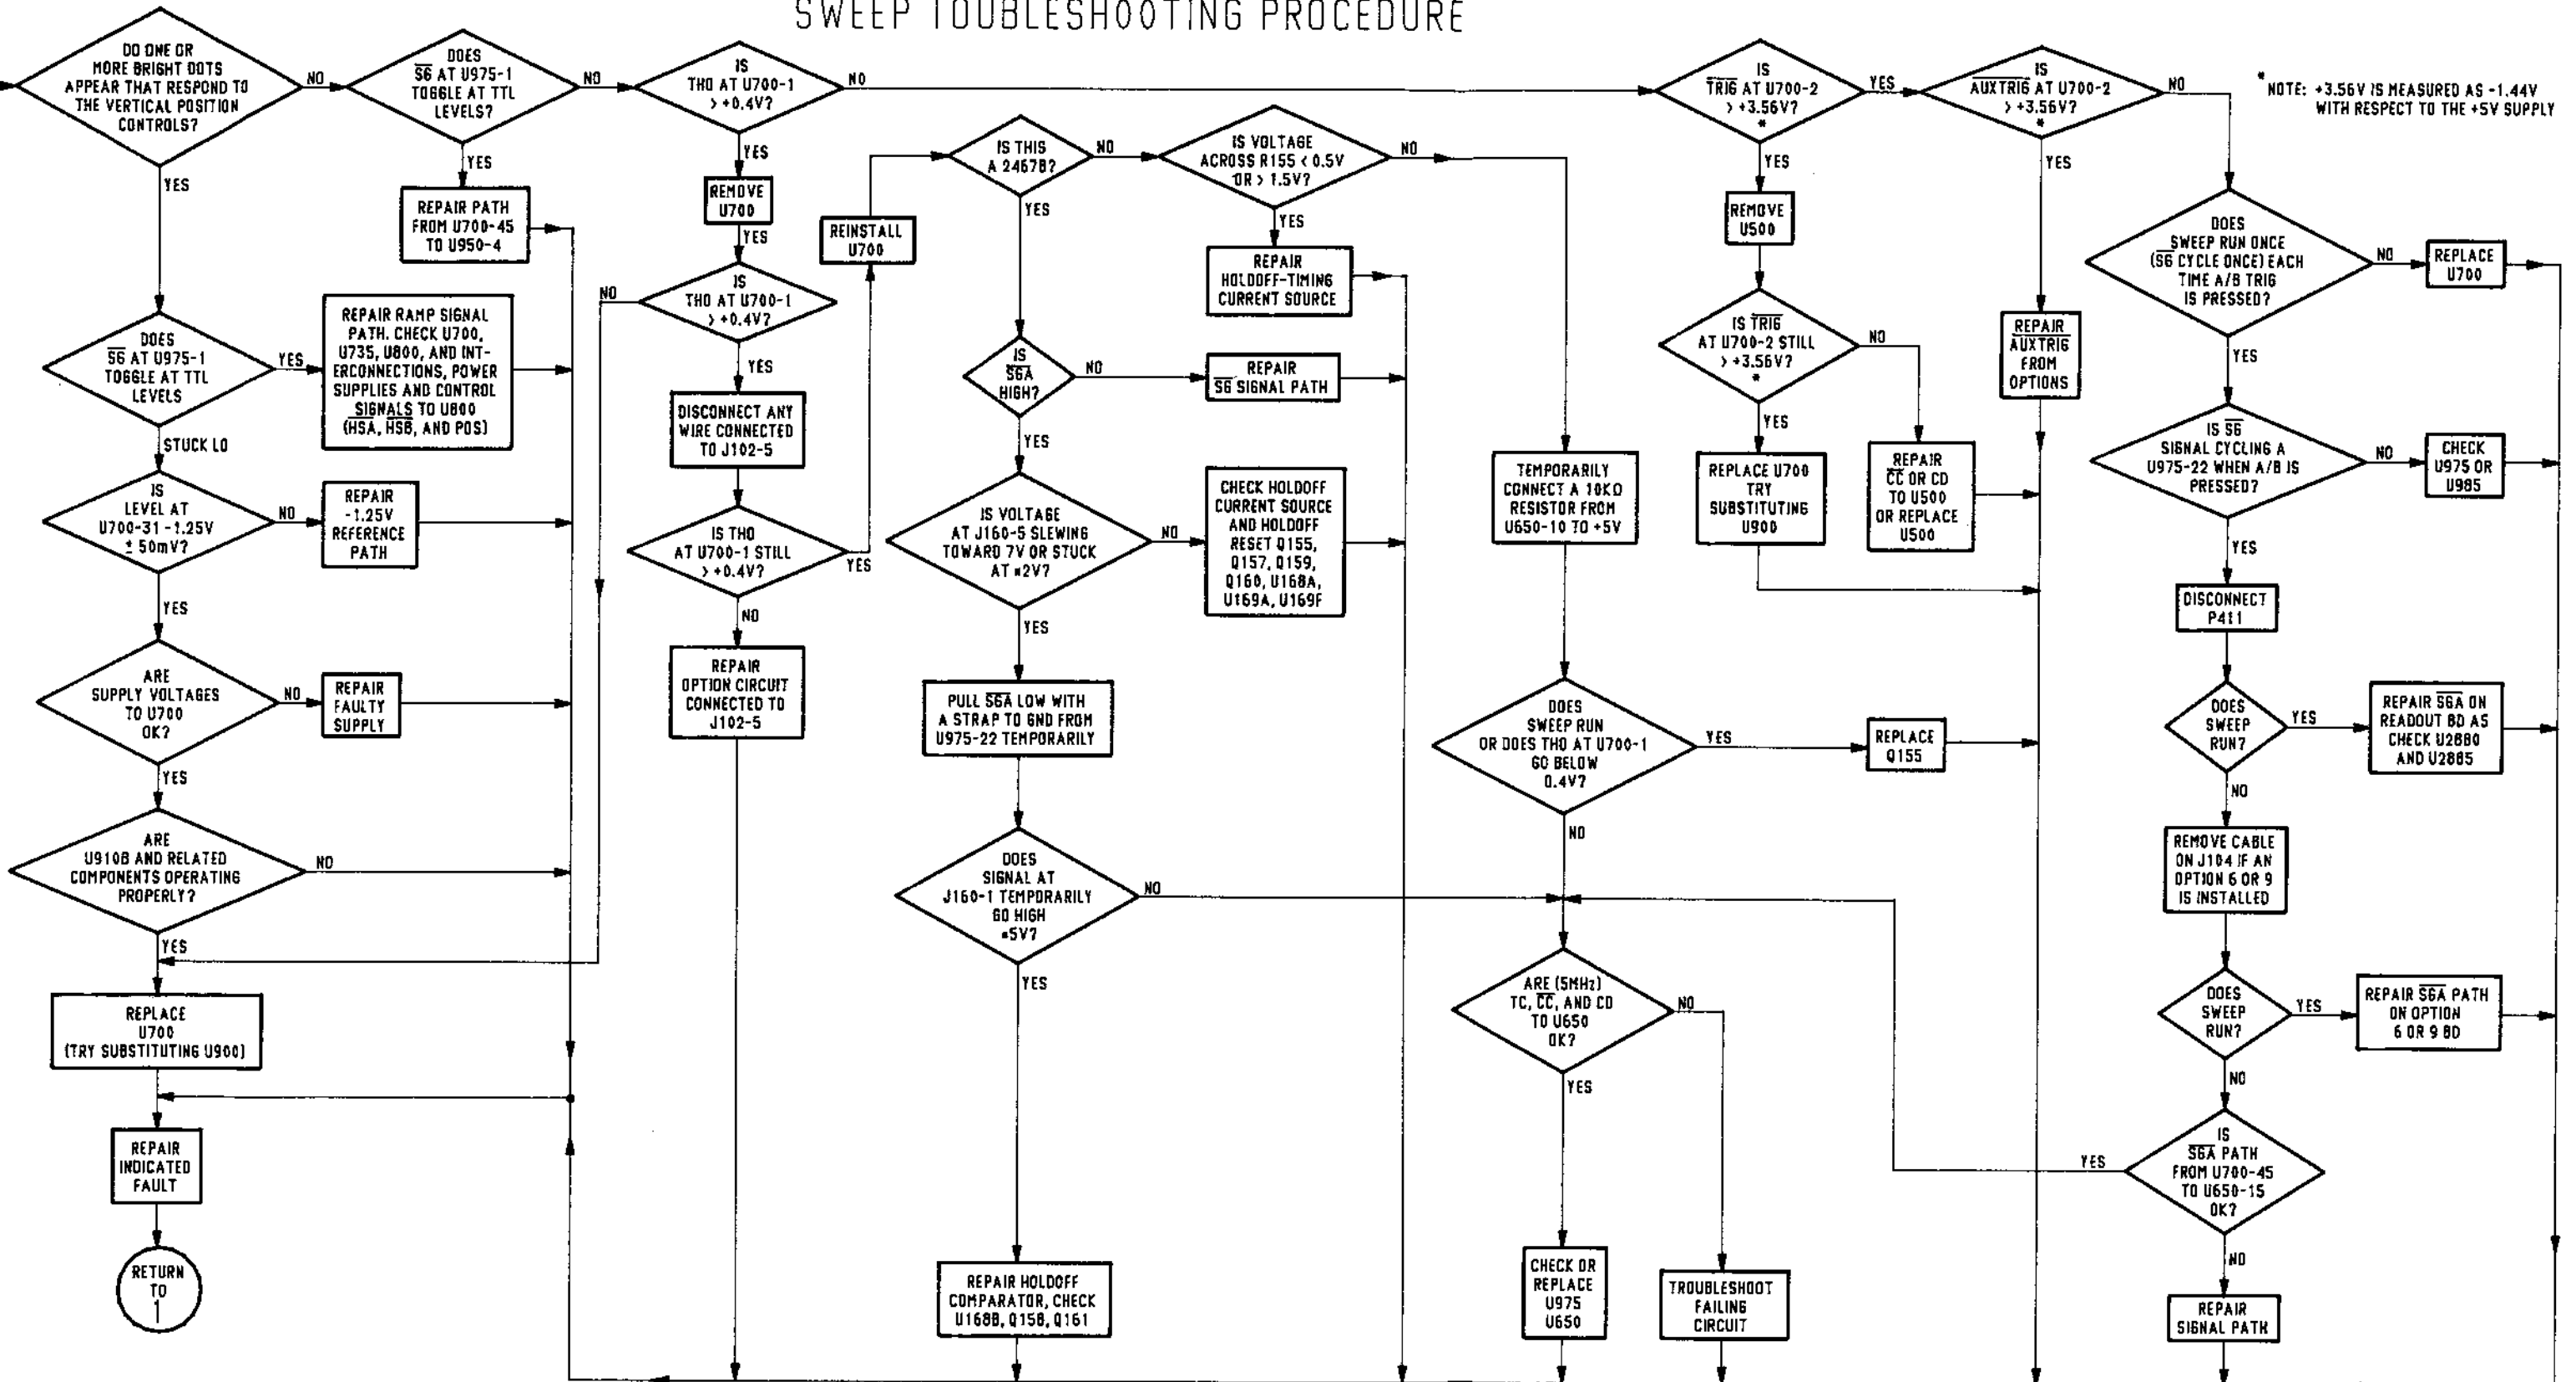 SWEEP TOUBLESHOOTING PROCEDURE
DO ONE OR
MORE BRIGHT DOTS
APPEAR THAT RESPOND TO
THE VERTICAL POSITION
CONTROLS?
NO
YES
DOES
S̅G̅ AT U975-1
TOGGLE AT TTL
LEVELS?
NO
YES
REPAIR PATH
FROM U700-45
TO U950-4
DOES
S̅G̅ AT U975-1
TOGGLE AT TTL
LEVELS
YES
STUCK LO
REPAIR RAMP SIGNAL
PATH. CHECK U700,
U735, U800, AND INT-
ERCONNECTIONS, POWER
SUPPLIES AND CONTROL
SIGNALS TO U800
(H̅S̅A̅, H̅S̅B̅, AND POS)
IS
LEVEL AT
U700-31 -1.25V
± 50mV?
NO
YES
REPAIR
-1.25V
REFERENCE
PATH
ARE
SUPPLY VOLTAGES
TO U700
OK?
NO
YES
REPAIR
FAULTY
SUPPLY
ARE
U910B AND RELATED
COMPONENTS OPERATING
PROPERLY?
NO
YES
REPLACE
U700
(TRY SUBSTITUTING U900)
REPAIR
INDICATED
FAULT
RETURN
TO
1
IS
THO AT U700-1
> +0.4V?
NO
YES
REMOVE
U700
YES
IS
THO AT U700-1
> +0.4V?
NO
YES
DISCONNECT ANY
WIRE CONNECTED
TO J102-5
IS THO
AT U700-1 STILL
> +0.4V?
YES
NO
REPAIR
OPTION CIRCUIT
CONNECTED TO
J102-5
REINSTALL
U700
IS THIS
A 2467B?
NO
YES
IS VOLTAGE
ACROSS R155 < 0.5V
OR > 1.5V?
NO
YES
REPAIR
HOLDOFF-TIMING
CURRENT SOURCE
IS
S̅G̅A̅
HIGH?
NO
YES
REPAIR
S̅G̅ SIGNAL PATH
IS VOLTAGE
AT J160-5 SLEWING
TOWARD 7V OR STUCK
AT ≈2V?
NO
YES
CHECK HOLDOFF
CURRENT SOURCE
AND HOLDOFF
RESET Q155,
Q157, Q159,
Q160, U168A,
U169A, U169F
PULL S̅G̅A̅ LOW WITH
A STRAP TO GND FROM
U975-22 TEMPORARILY
DOES
SIGNAL AT
J160-1 TEMPORARILY
GO HIGH
≈5V?
NO
YES
REPAIR HOLDOFF
COMPARATOR, CHECK
U168B, Q158, Q161
TEMPORARILY
CONNECT A 10KΩ
RESISTOR FROM
U650-10 TO +5V
DOES
SWEEP RUN
OR DOES THO AT U700-1
GO BELOW
0.4V?
YES
NO
REPLACE
Q155
ARE (5MHz)
TC, C̅C̅, AND CD
TO U650
OK?
NO
YES
CHECK OR
REPLACE
U975
U650
TROUBLESHOOT
FAILING
CIRCUIT
IS
T̅R̅I̅G̅ AT U700-2
> +3.56V?
*
YES
YES
REMOVE
U500
IS T̅R̅I̅G̅
AT U700-2 STILL
> +3.56V?
*
NO
YES
REPLACE U700
TRY
SUBSTITUTING
U900
REPAIR
C̅C̅ OR CD
TO U500
OR REPLACE
U500
IS
A̅U̅X̅T̅R̅I̅G̅ AT U700-2
> +3.56V?
*
NO
YES
REPAIR
A̅U̅X̅T̅R̅I̅G̅
FROM
OPTIONS
* NOTE: +3.56V IS MEASURED AS -1.44V
WITH RESPECT TO THE +5V SUPPLY
DOES
SWEEP RUN ONCE
(S̅G̅ CYCLE ONCE) EACH
TIME A/B TRIG
IS PRESSED?
NO
YES
REPLACE
U700
IS S̅G̅
SIGNAL CYCLING A
U975-22 WHEN A/B IS
PRESSED?
NO
YES
CHECK
U975 OR
U985
DISCONNECT
P411
DOES
SWEEP
RUN?
YES
NO
REPAIR S̅G̅A̅ ON
READOUT BD AS
CHECK U2880
AND U2885
REMOVE CABLE
ON J104 IF AN
OPTION 6 OR 9
IS INSTALLED
DOES
SWEEP
RUN?
YES
NO
REPAIR S̅G̅A̅ PATH
ON OPTION
6 OR 9 BD
IS
S̅G̅A̅ PATH
FROM U700-45
TO U650-15
OK?
YES
NO
REPAIR
SIGNAL PATH